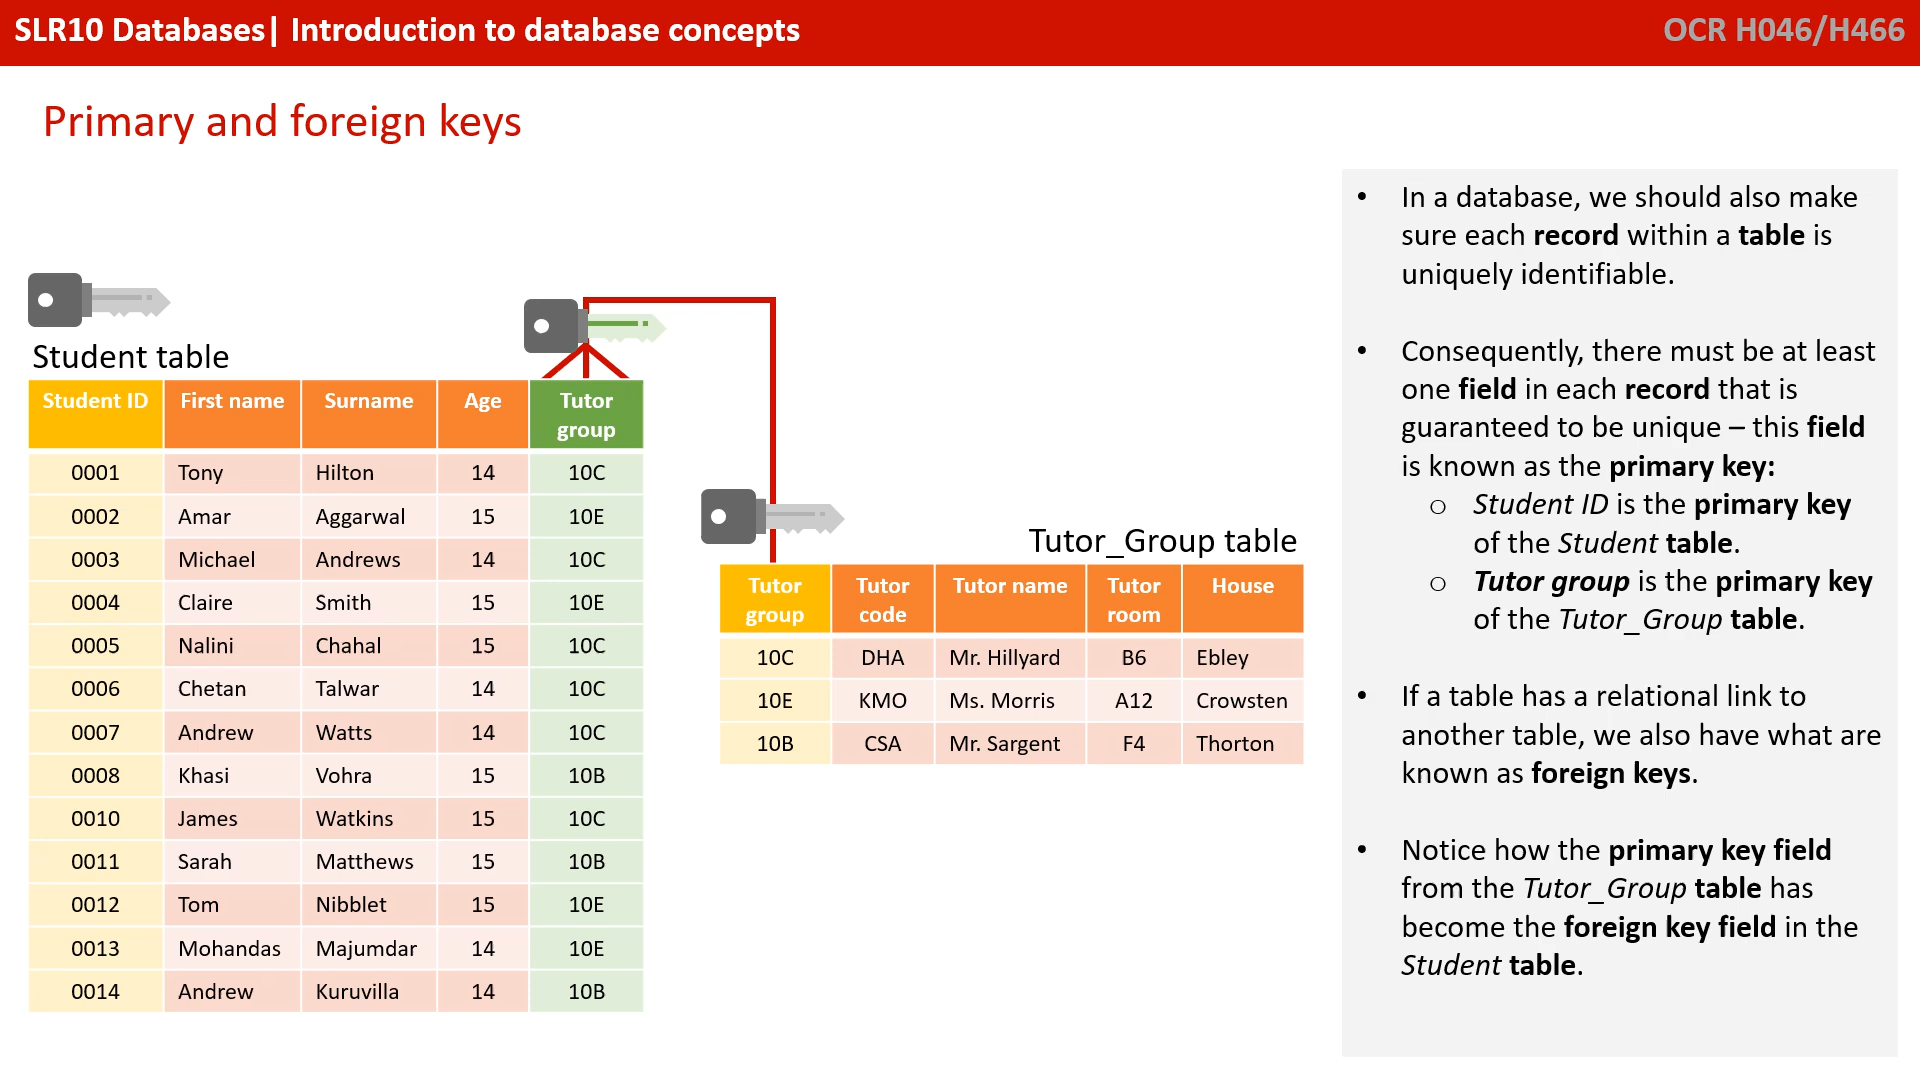 SLR10 Databases| Introduction to database concepts
OCR H046/H466
Primary and foreign keys
Student table
Student ID First name Surname Age Tutor group
0001 Tony Hilton 14 10C
0002 Amar Aggarwal 15 10E
0003 Michael Andrews 14 10C
0004 Claire Smith 15 10E
0005 Nalini Chahal 15 10C
0006 Chetan Talwar 14 10C
0007 Andrew Watts 14 10C
0008 Khasi Vohra 15 10B
0010 James Watkins 15 10C
0011 Sarah Matthews 15 10B
0012 Tom Nibblet 15 10E
0013 Mohandas Majumdar 14 10E
0014 Andrew Kuruvilla 14 10B
Tutor_Group table
Tutor group Tutor code Tutor name Tutor room House
10C DHA Mr. Hillyard B6 Ebley
10E KMO Ms. Morris A12 Crowsten
10B CSA Mr. Sargent F4 Thorton
• In a database, we should also make
sure each record within a table is
uniquely identifiable.
• Consequently, there must be at least
one field in each record that is
guaranteed to be unique – this field
is known as the primary key:
o Student ID is the primary key
of the Student table.
o Tutor group is the primary key
of the Tutor_Group table.
• If a table has a relational link to
another table, we also have what are
known as foreign keys.
• Notice how the primary key field
from the Tutor_Group table has
become the foreign key field in the
Student table.